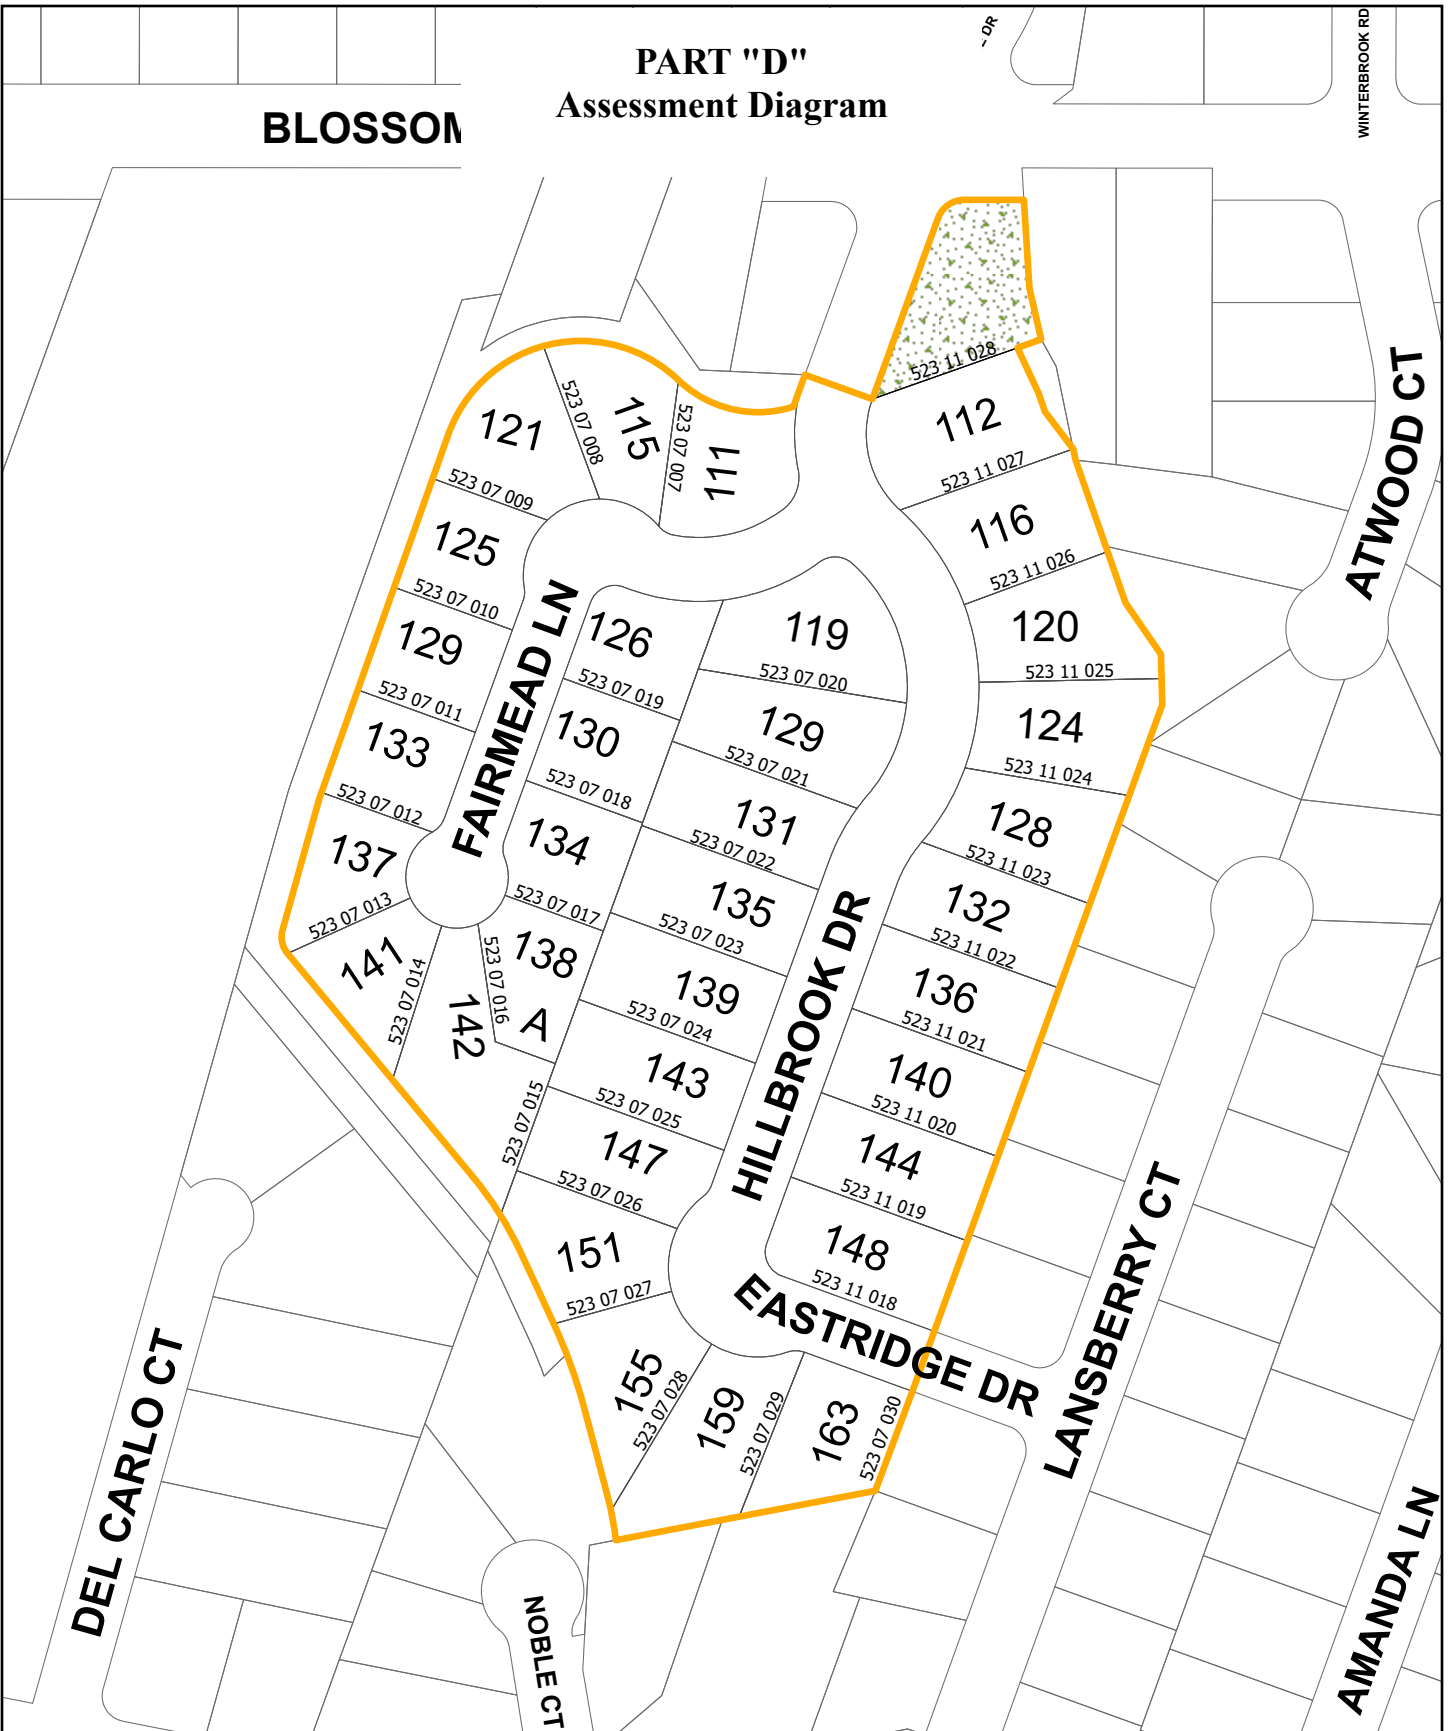 PART "D"
Assessment Diagram
DR
WINTERBROOK RD
BLOSSOM
523 11 028
112
523 11 027
116
523 11 026
120
523 11 025
124
523 11 024
128
523 11 023
132
523 11 022
136
523 11 021
140
523 11 020
144
523 11 019
148
523 11 018
ATWOOD CT
121
523 07 008
115
523 07 007
111
523 07 009
125
523 07 010
129
523 07 011
133
523 07 012
137
523 07 013
141
523 07 014
142
523 07 016
138
A
523 07 017
134
523 07 018
130
523 07 019
126
FAIRMEAD LN
119
523 07 020
129
523 07 021
131
523 07 022
135
523 07 023
139
523 07 024
143
523 07 025
147
523 07 015
523 07 026
151
523 07 027
155
523 07 028
159
523 07 029
163
523 07 030
HILLBROOK DR
EASTRIDGE DR
LANSBERRY CT
DEL CARLO CT
NOBLE CT
AMANDA LN